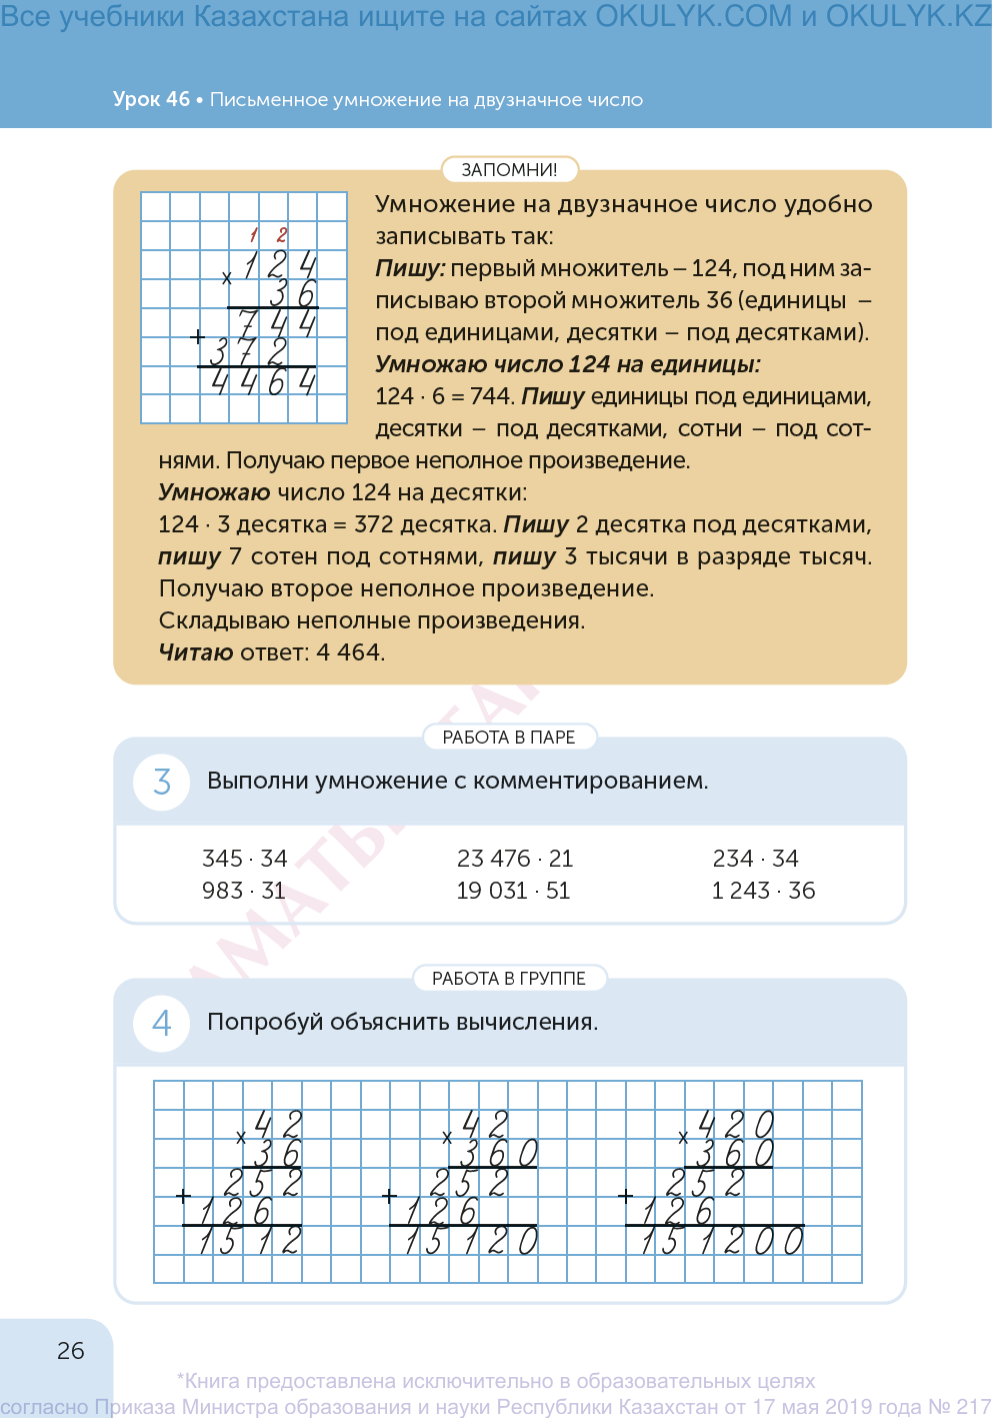 Все учебники Казахстана ищите на сайтах OKULYK.COM и OKULYK.KZ
Урок 46 • Письменное умножение на двузначное число
ЗАПОМНИ!
1 2
× 124
36
+ 744
372
4464
Умножение на двузначное число удобно
записывать так:
Пишу: первый множитель – 124, под ним за-
писываю второй множитель 36 (единицы –
под единицами, десятки – под десятками).
Умножаю число 124 на единицы:
124 · 6 = 744. Пишу единицы под единицами,
десятки – под десятками, сотни – под сот-
нями. Получаю первое неполное произведение.
Умножаю число 124 на десятки:
124 · 3 десятка = 372 десятка. Пишу 2 десятка под десятками,
пишу 7 сотен под сотнями, пишу 3 тысячи в разряде тысяч.
Получаю второе неполное произведение.
Складываю неполные произведения.
Читаю ответ: 4 464.
РАБОТА В ПАРЕ
3 Выполни умножение с комментированием.
345 · 34 23 476 · 21 234 · 34
983 · 31 19 031 · 51 1 243 · 36
РАБОТА В ГРУППЕ
4 Попробуй объяснить вычисления.
× 42 × 42 × 420
36 360 360
+ 252 + 252 + 252
126 126 126
1512 15120 151200
26
*Книга предоставлена исключительно в образовательных целях
согласно Приказа Министра образования и науки Республики Казахстан от 17 мая 2019 года № 217